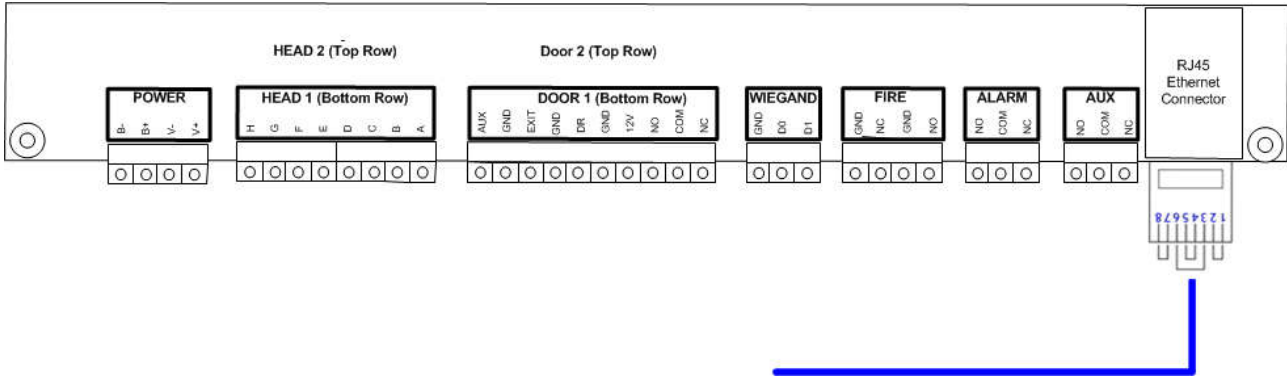 HEAD 2 (Top Row)
Door 2 (Top Row)
POWER
B- B+ V- V+
HEAD 1 (Bottom Row)
H G F E D C B A
DOOR 1 (Bottom Row)
AUX GND EXIT GND DR GND 12V NO COM NC
WIEGAND
GND D0 D1
FIRE
GND NC GND NO
ALARM
NO COM NC
AUX
NO COM NC
RJ45
Ethernet
Connector
87654321